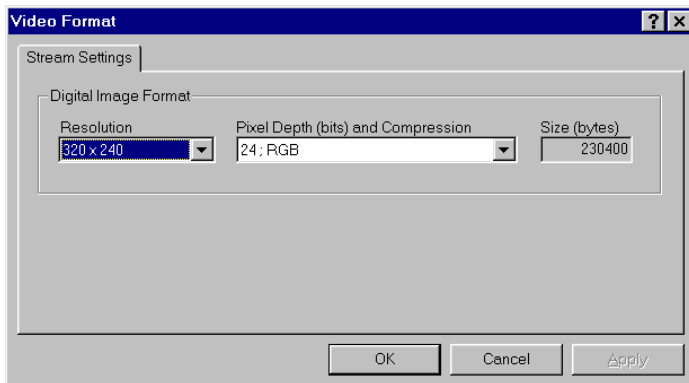 Video Format
Stream Settings
Digital Image Format
Resolution Pixel Depth (bits) and Compression Size (bytes)
320 x 240 24 ; RGB 230400
OK Cancel Apply